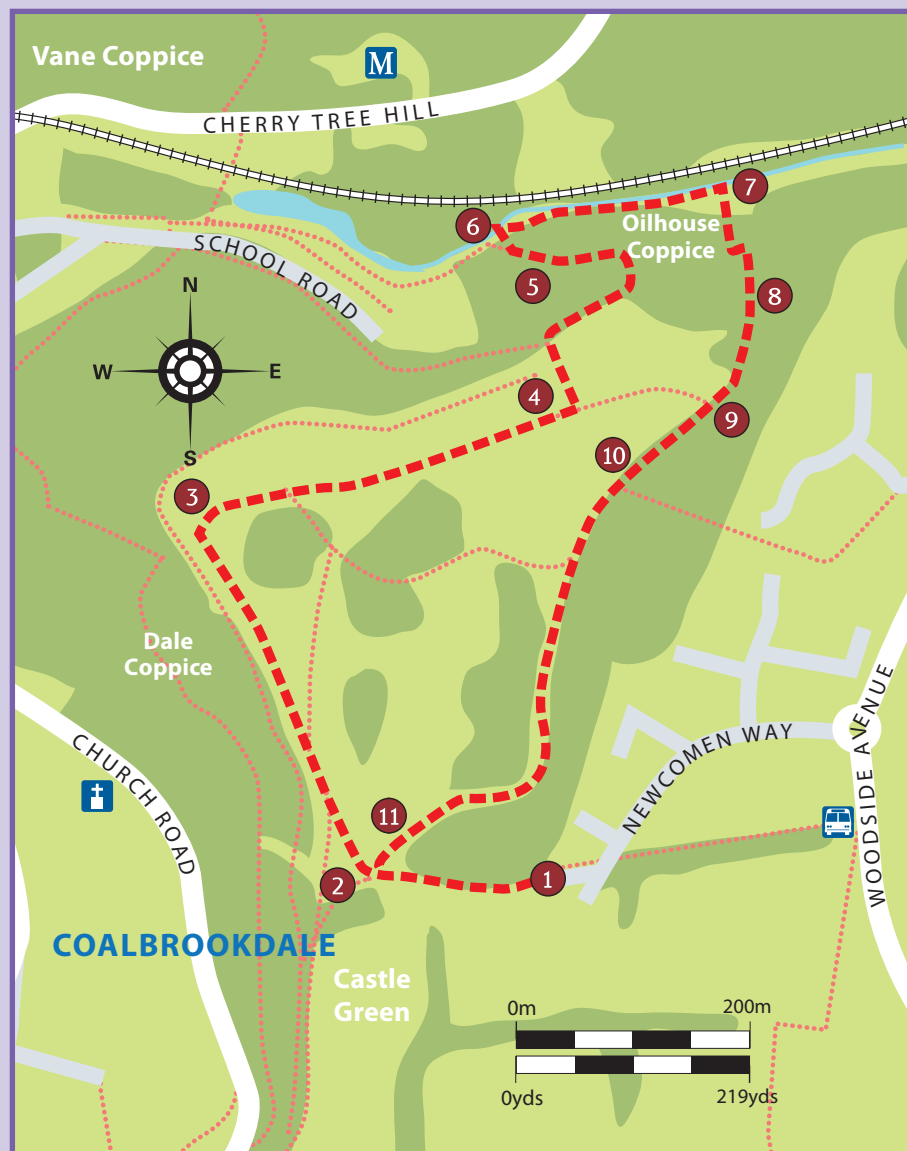 Vane Coppice
M
CHERRY TREE HILL
7
6
Oilhouse
Coppice
SCHOOL ROAD
5
8
N
W
E
S
4
9
10
3
Dale
Coppice
WOODSIDE AVENUE
NEWCOMEN WAY
CHURCH ROAD
11
1
2
COALBROOKDALE
Castle
Green
0m
200m
0yds
219yds